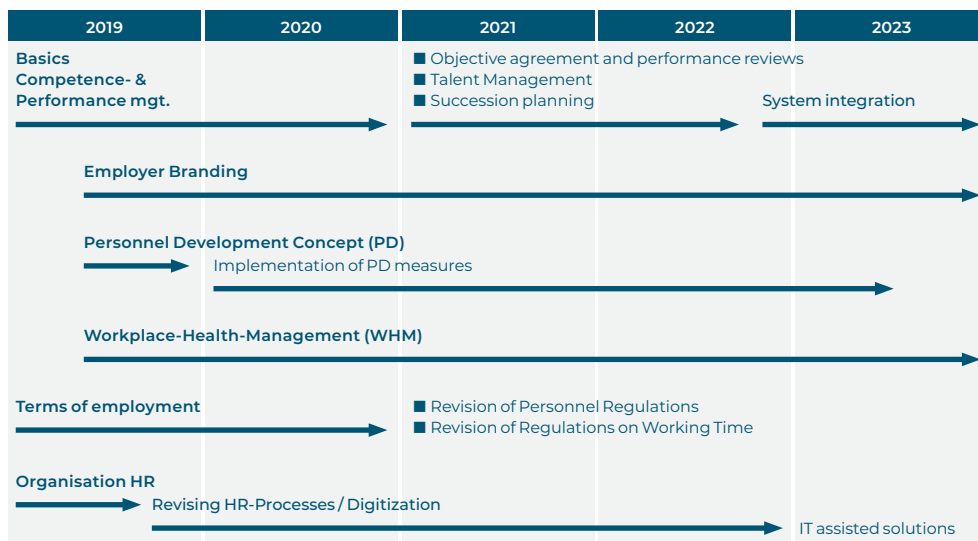 2019 2020 2021 2022 2023
Basics
Competence- &
Performance mgt.
■ Objective agreement and performance reviews
■ Talent Management
■ Succession planning
System integration
Employer Branding
Personnel Development Concept (PD)
Implementation of PD measures
Workplace-Health-Management (WHM)
Terms of employment
■ Revision of Personnel Regulations
■ Revision of Regulations on Working Time
Organisation HR
Revising HR-Processes / Digitization
IT assisted solutions